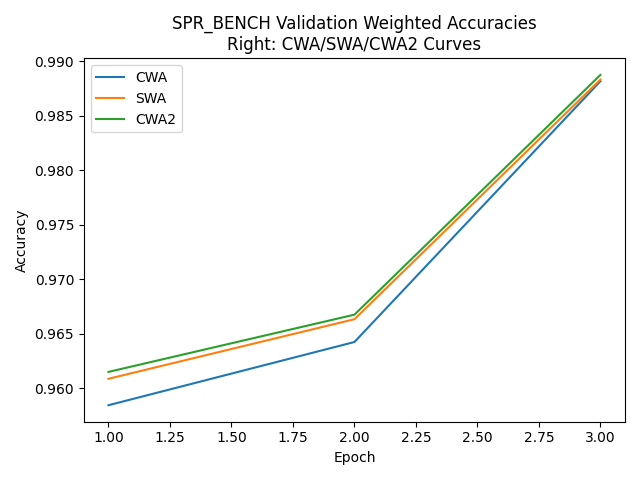 SPR_BENCH Validation Weighted Accuracies
Right: CWA/SWA/CWA2 Curves
CWA
SWA
CWA2
Accuracy
0.990
0.985
0.980
0.975
0.970
0.965
0.960
1.00 1.25 1.50 1.75 2.00 2.25 2.50 2.75 3.00
Epoch